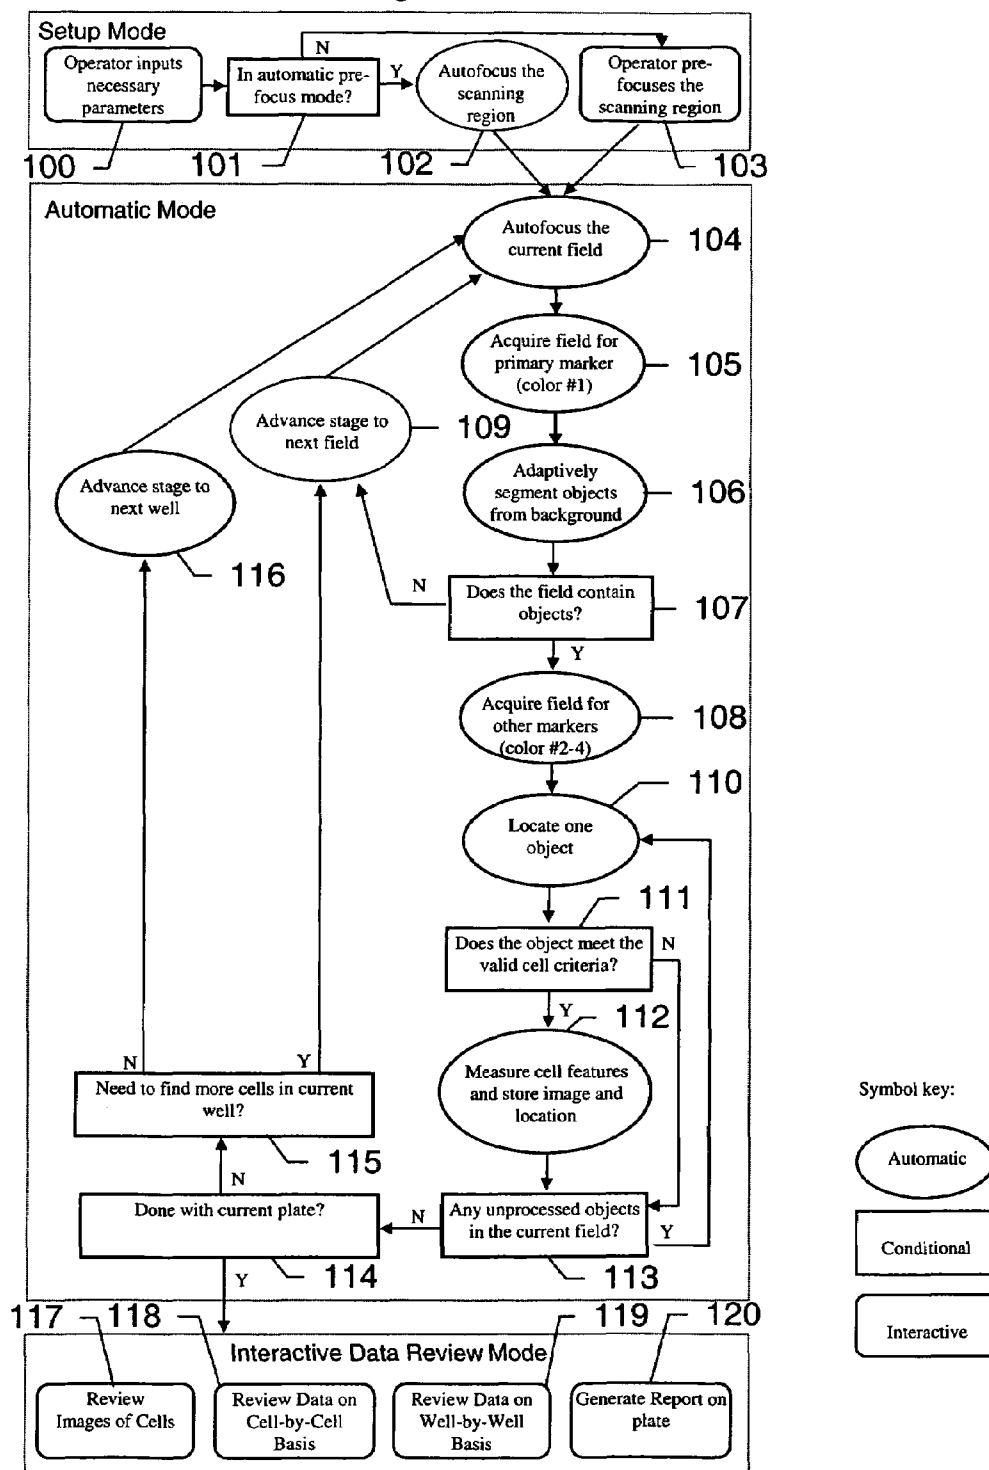 Setup Mode
Operator inputs
necessary
parameters
In automatic pre-
focus mode?
N
Y
Autofocus the
scanning
region
Operator pre-
focuses the
scanning region
100
101
102
103
Automatic Mode
Autofocus the
current field
104
Acquire field for
primary marker
(color #1)
105
Advance stage to
next field
109
Adaptively
segment objects
from background
106
Advance stage to
next well
116
Does the field contain
objects?
107
N
Y
Acquire field for
other markers
(color #2-4)
108
110
Locate one
object
111
Does the object meet the
valid cell criteria?
N
Y
112
Measure cell features
and store image and
location
N
Y
Need to find more cells in current
well?
115
N
Done with current plate?
114
N
Any unprocessed objects
in the current field?
Y
113
Y
117
118
119
120
Interactive Data Review Mode
Review
Images of Cells
Review Data on
Cell-by-Cell
Basis
Review Data on
Well-by-Well
Basis
Generate Report on
plate
Symbol key:
Automatic
Conditional
Interactive